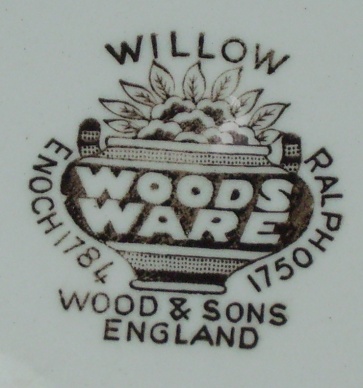 WILLOW
ENOCH 1784
RALPH 1750
WOODS
WARE
WOOD & SONS
ENGLAND